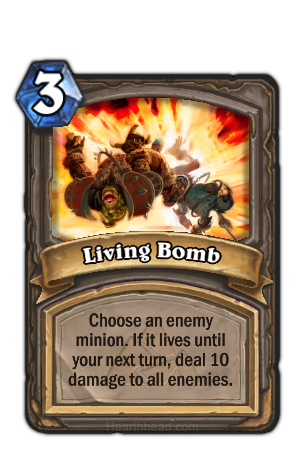 3
Living Bomb
Choose an enemy
minion. If it lives until
your next turn, deal 10
damage to all enemies.
Hearthhead.com